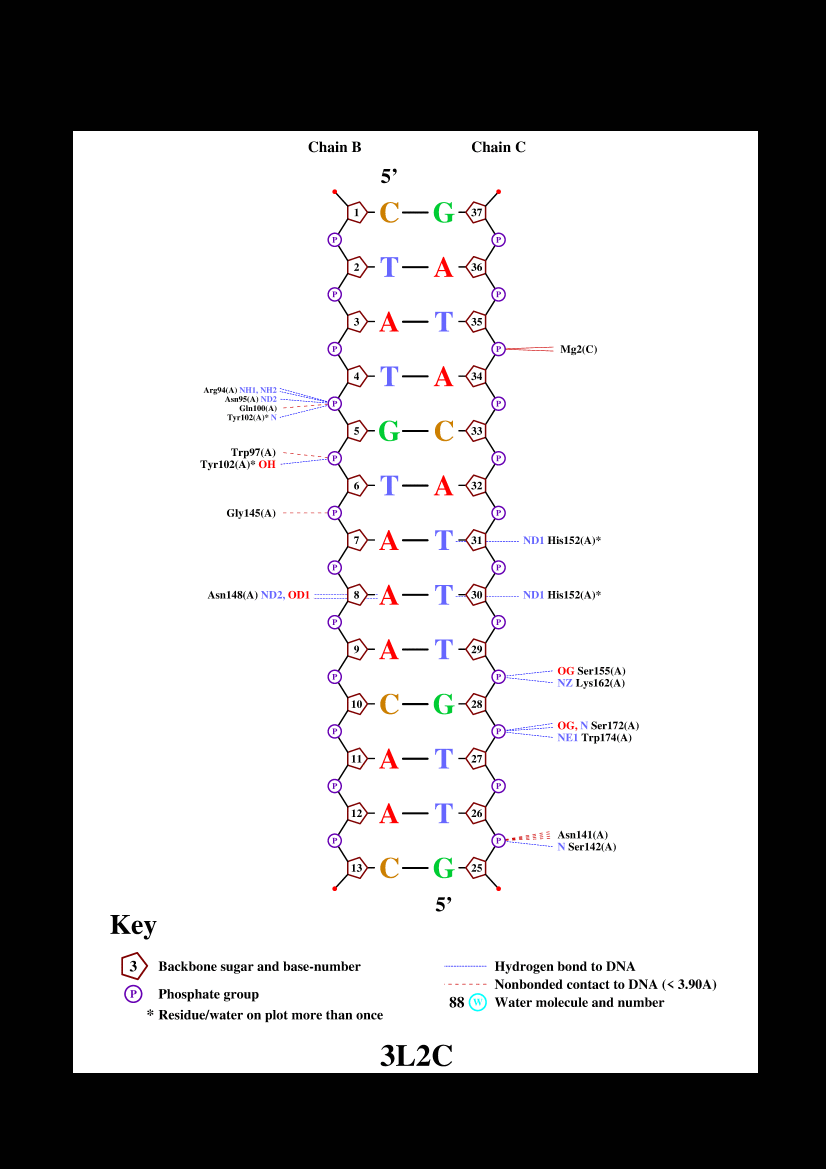 Chain B Chain C
5’
1 C G 37
P P
2 T A 36
P P
3 A T 35
P P Mg2(C)
4 T A 34
Arg94(A) NH1, NH2
Asn95(A) ND2
P P
Gln100(A)
Tyr102(A)* N
5 G C 33
Trp97(A)
P P
Tyr102(A)* OH
6 T A 32
Gly145(A) P P
7 A T 31 ND1 His152(A)*
P P
Asn148(A) ND2, OD1 8 A T 30 ND1 His152(A)*
P P
9 A T 29
OG Ser155(A)
P P
NZ Lys162(A)
10 C G 28
OG, N Ser172(A)
P P
NE1 Trp174(A)
11 A T 27
P P
12 A T 26
Asn141(A)
P P
N Ser142(A)
13 C G 25
5’
Key
3 Backbone sugar and base-number
P Phosphate group
* Residue/water on plot more than once
Hydrogen bond to DNA
Nonbonded contact to DNA (< 3.90A)
88 W Water molecule and number
3L2C